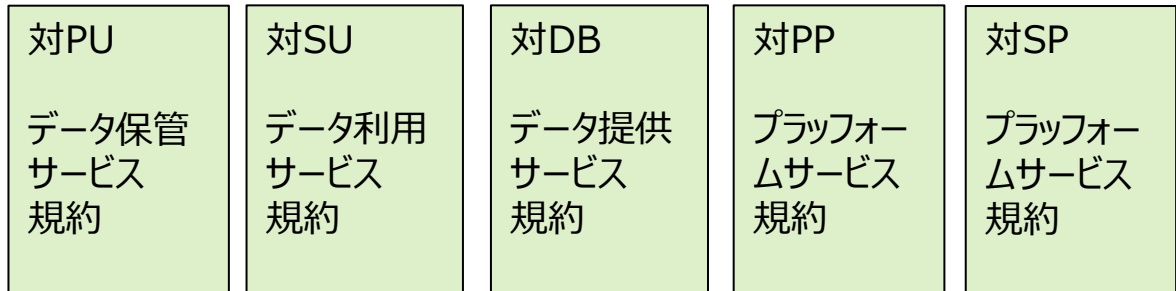 対PU
データ保管
サービス
規約
対SU
データ利用
サービス
規約
対DB
データ提供
サービス
規約
対PP
プラッフォー
ムサービス
規約
対SP
プラッフォー
ムサービス
規約